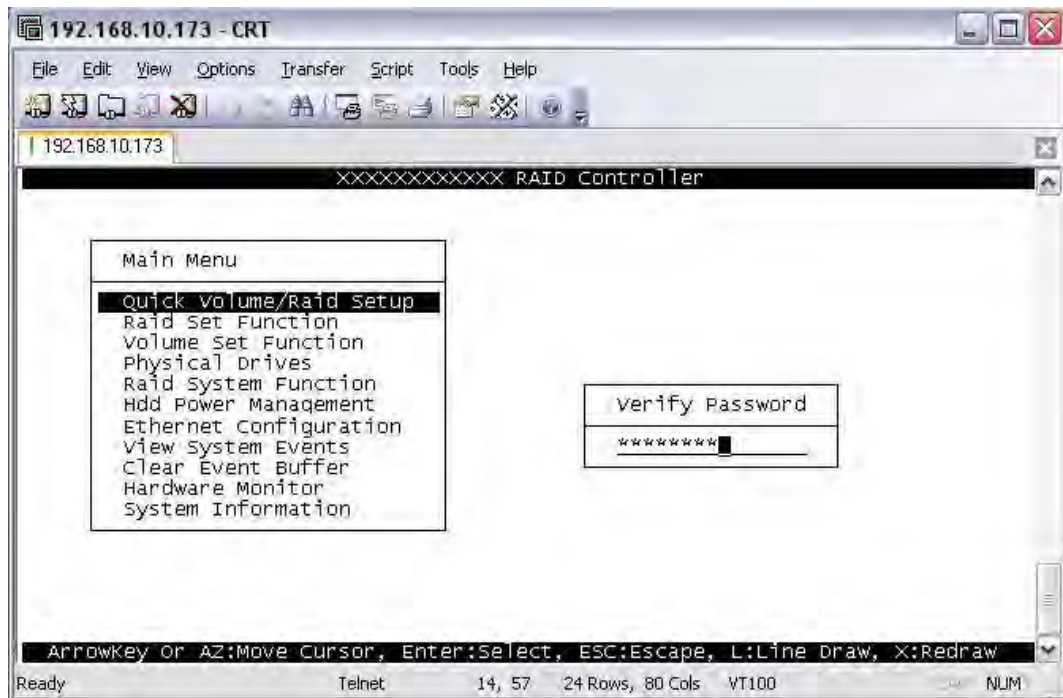 192.168.10.173 - CRT
File Edit View Options Transfer Script Tools Help
192.168.10.173
XXXXXXXXXXXX RAID Controller
Main Menu
Quick Volume/Raid Setup
Raid Set Function
Volume Set Function
Physical Drives
Raid System Function
Hdd Power Management
Ethernet Configuration
View System Events
Clear Event Buffer
Hardware Monitor
System Information
Verify Password
********
ArrowKey Or AZ:Move Cursor, Enter:Select, ESC:Escape, L:Line Draw, X:Redraw
Ready Telnet 14, 57 24 Rows, 80 Cols VT100 NUM